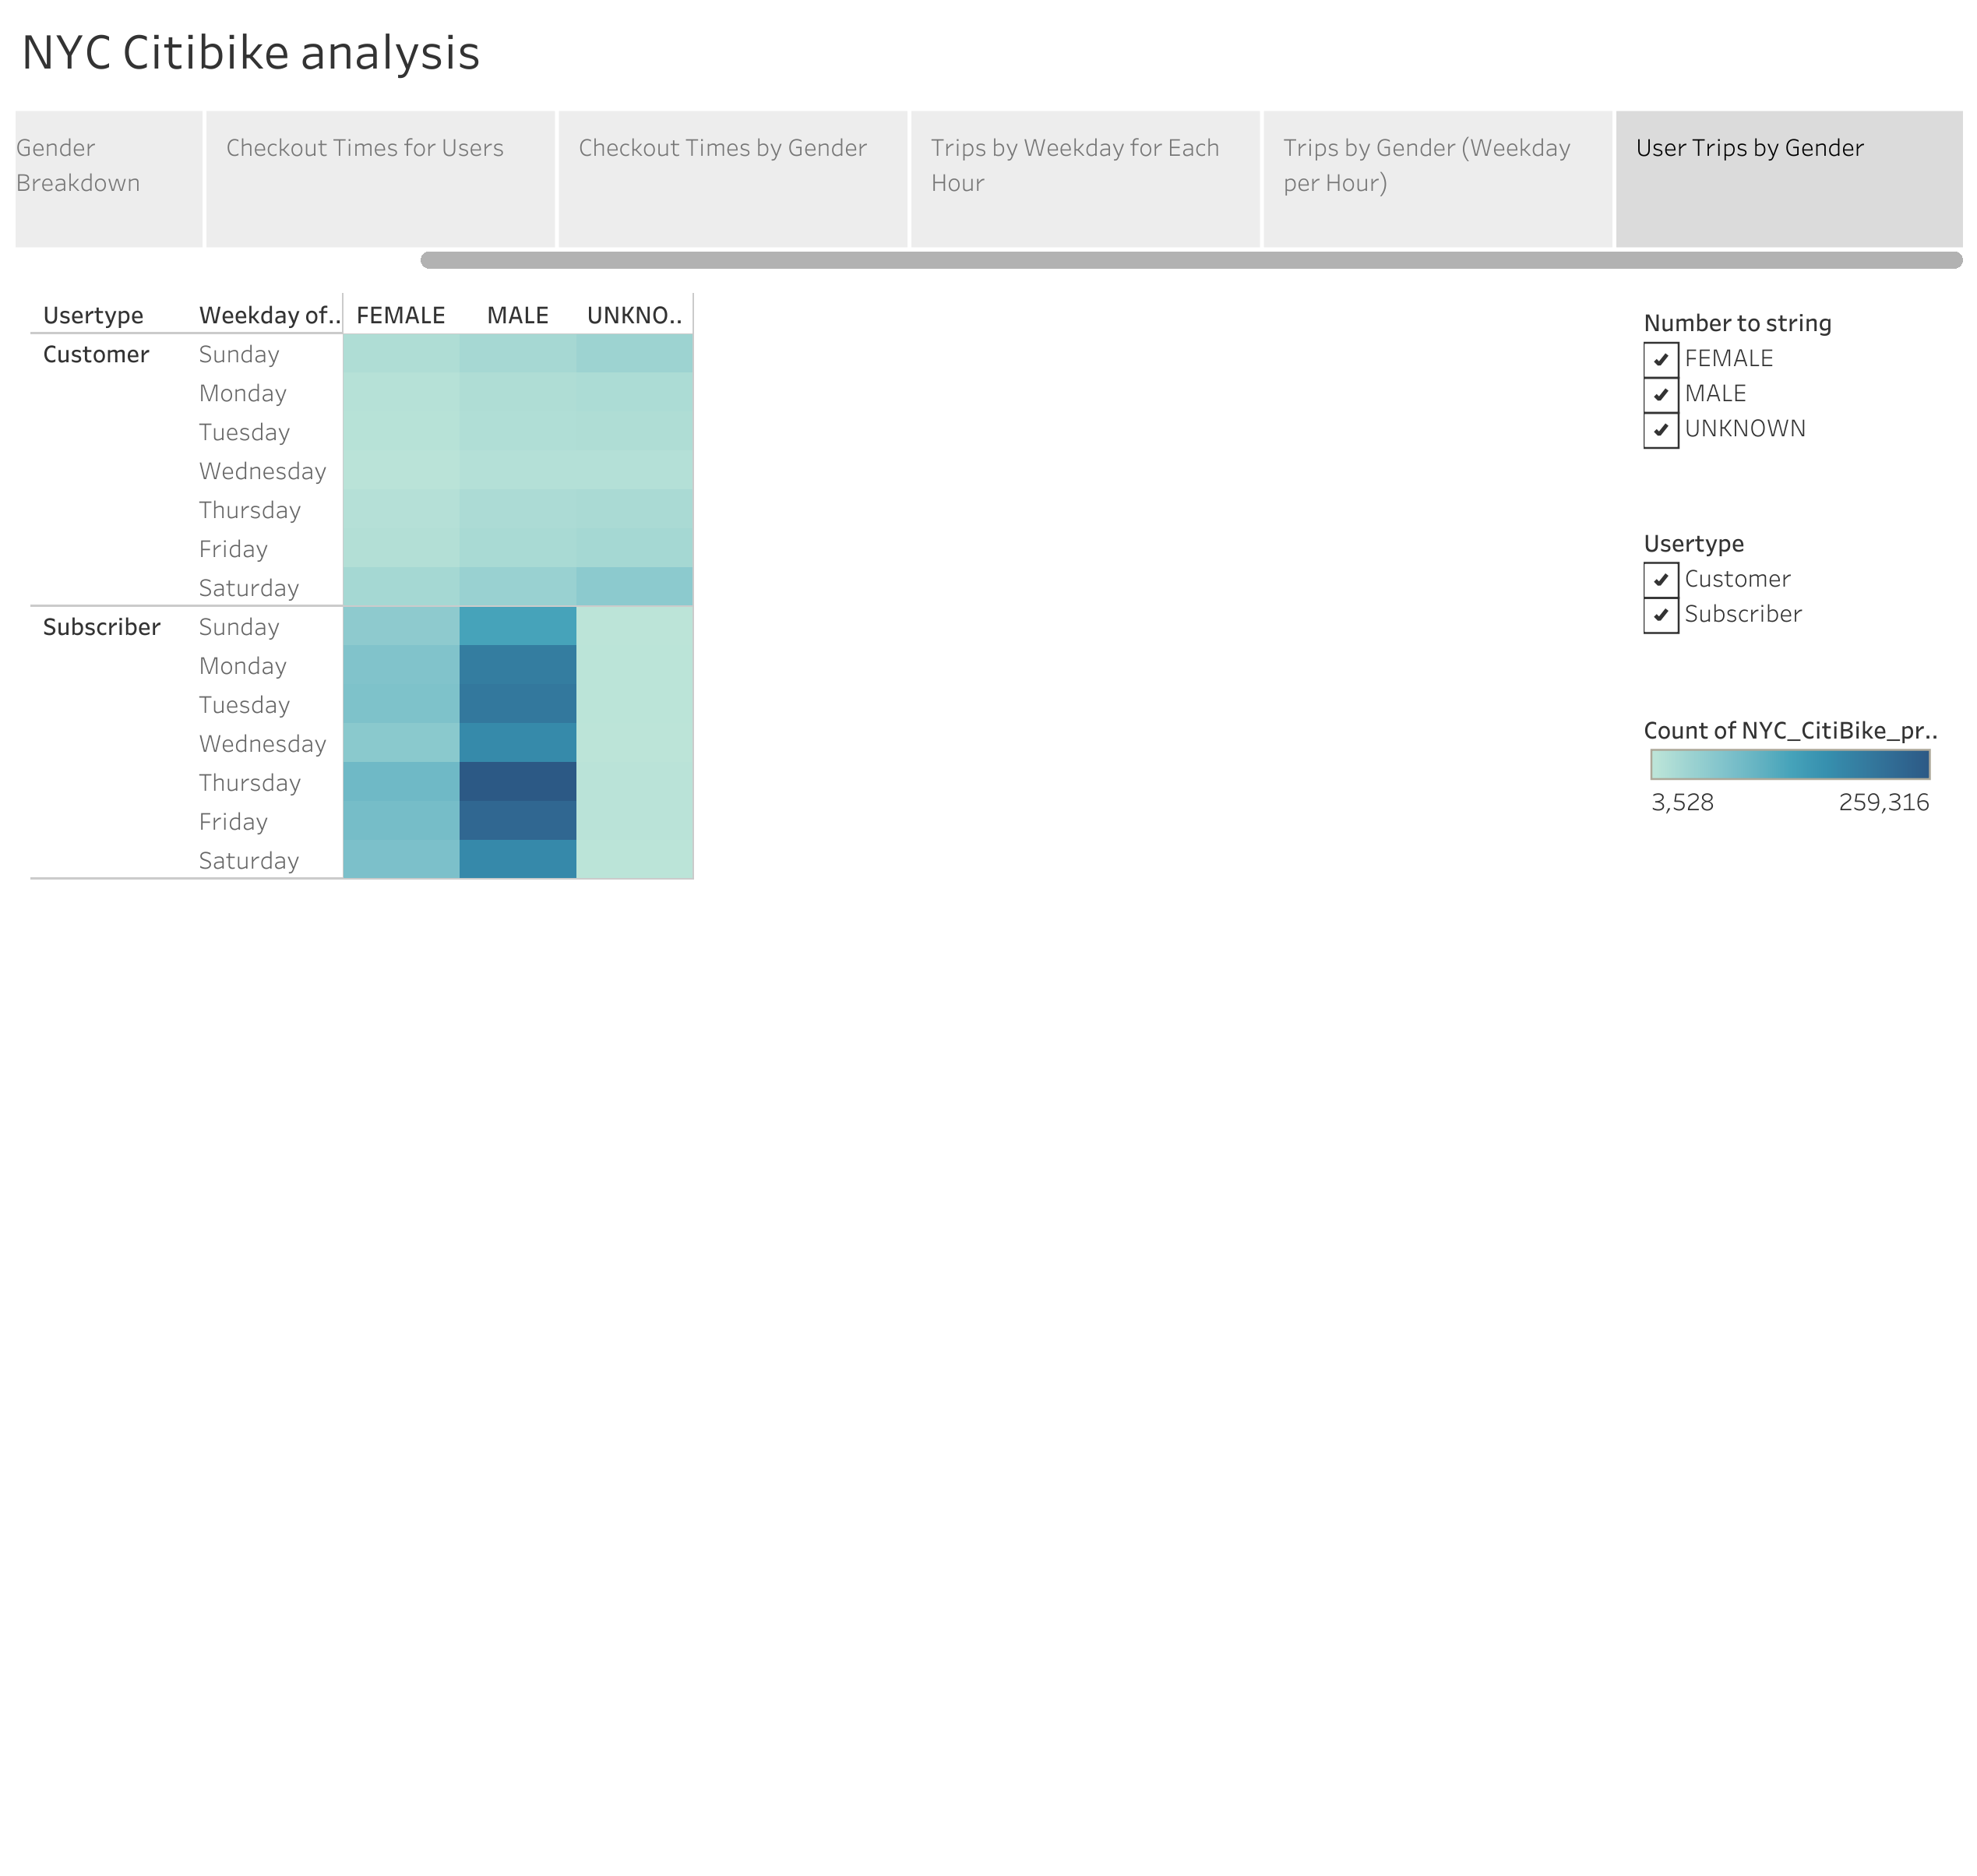 NYC Citibike analysis
Gender
Breakdown
Checkout Times for Users
Checkout Times by Gender
Trips by Weekday for Each
Hour
Trips by Gender (Weekday
per Hour)
User Trips by Gender
Usertype Weekday of.. FEMALE MALE UNKNO..
Customer Sunday
Monday
Tuesday
Wednesday
Thursday
Friday
Saturday
Subscriber Sunday
Monday
Tuesday
Wednesday
Thursday
Friday
Saturday
Number to string
FEMALE
MALE
UNKNOWN
Usertype
Customer
Subscriber
Count of NYC_CitiBike_pr..
3,528 259,316